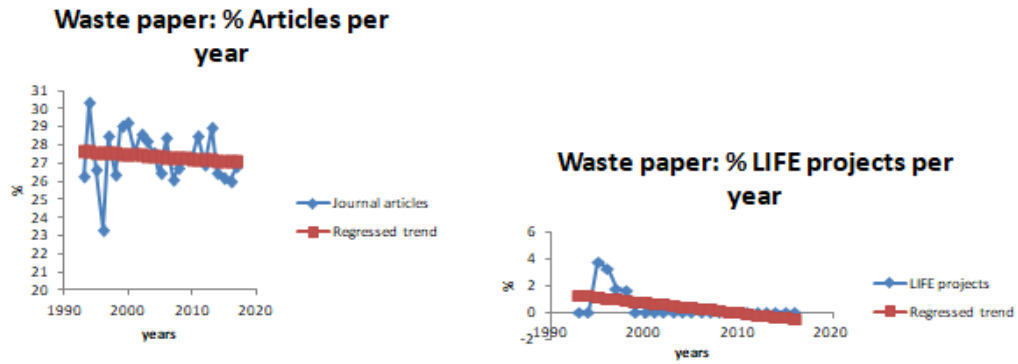 Waste paper: % Articles per
year
31
30
29
28
27
26
25
24
23
22
21
20
%
1990 2000 2010 2020
years
Journal articles
Regressed trend
Waste paper: % LIFE projects per
year
6
4
2
0
-2
%
1990 2000 2010 2020
years
LIFE projects
Regressed trend